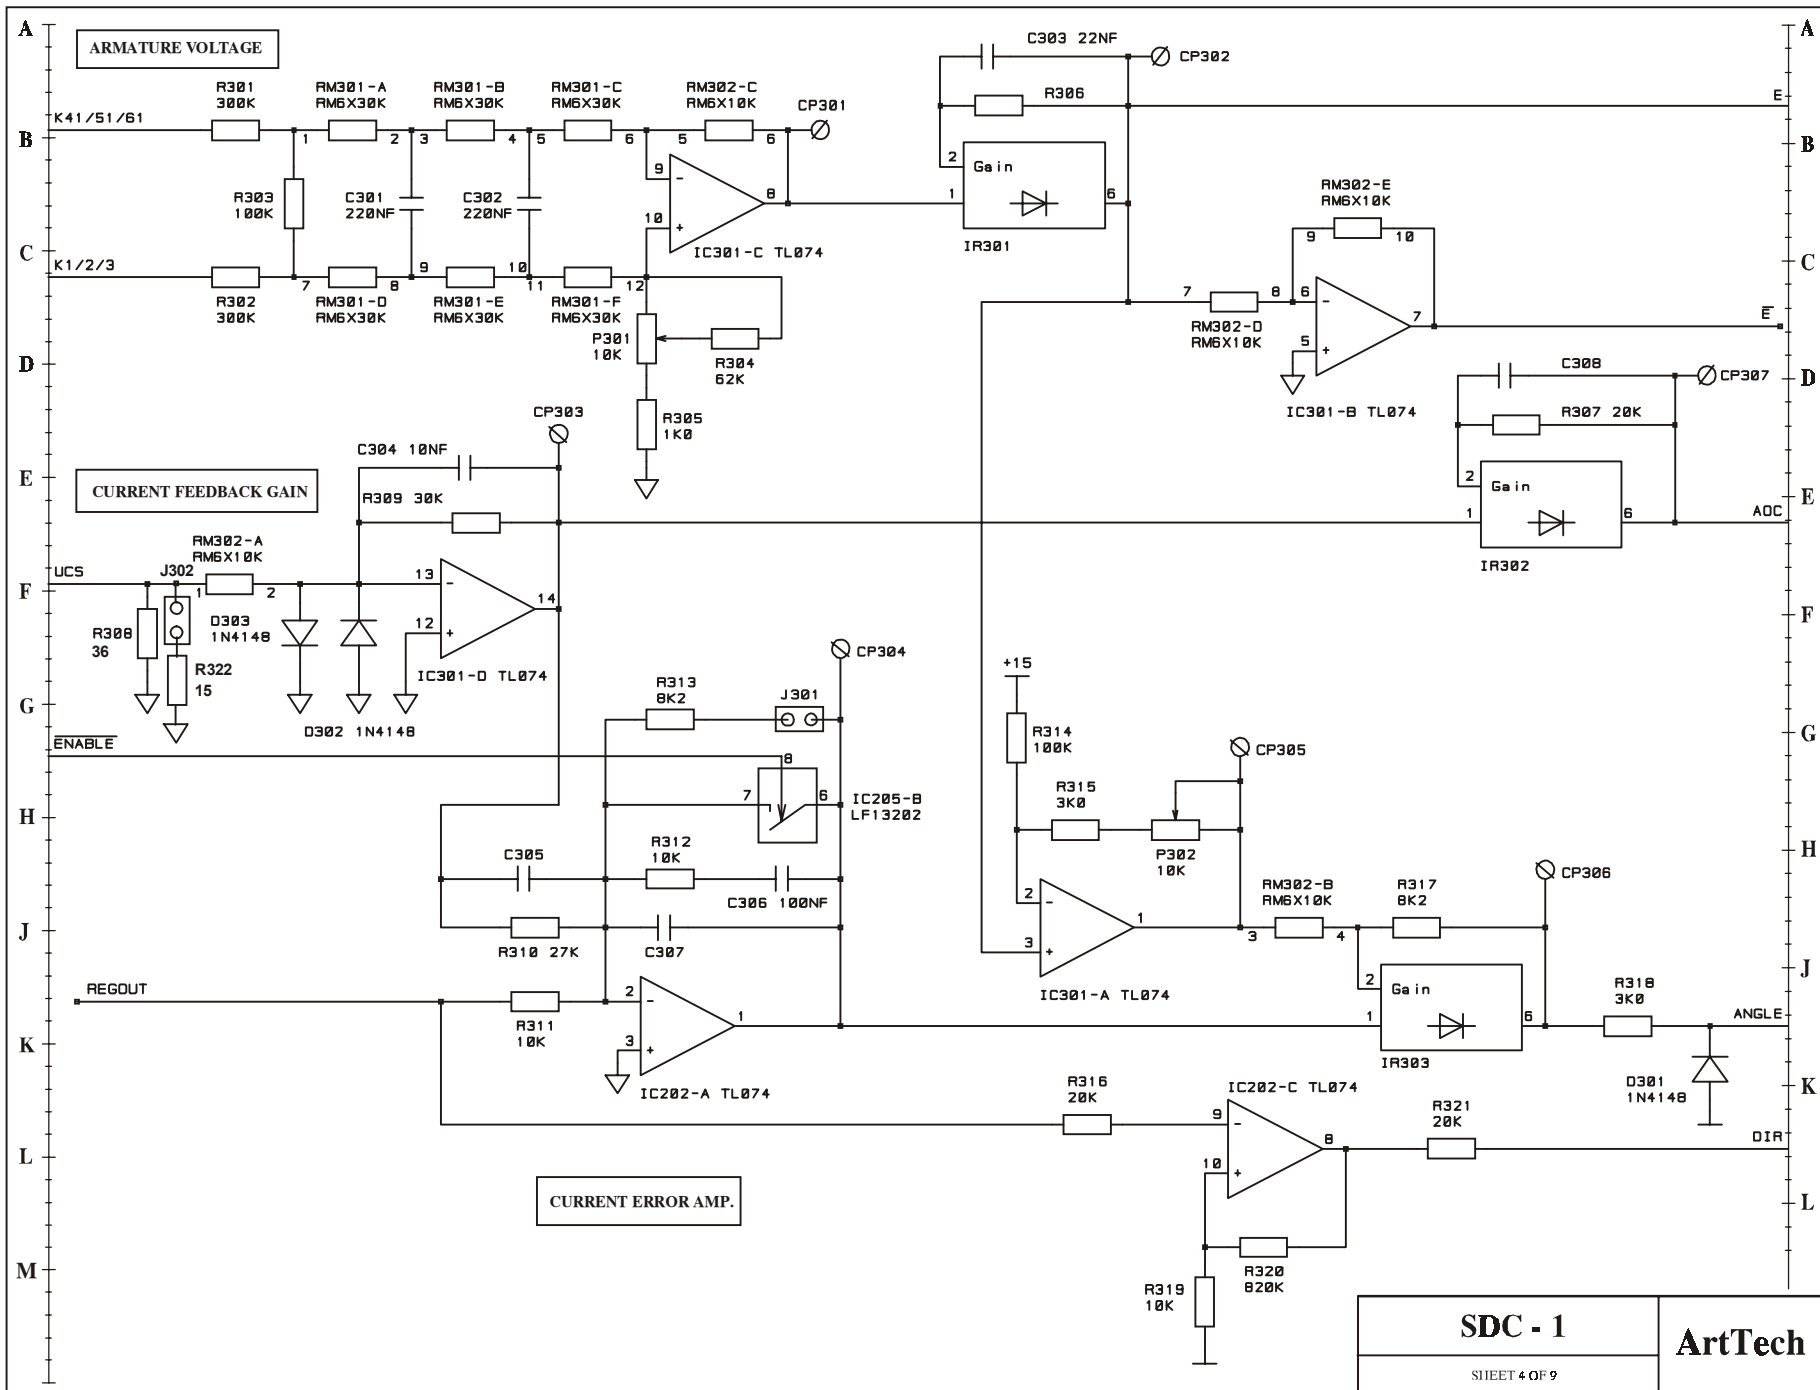 A
A
ARMATURE VOLTAGE
C303 22NF
CP302
R301
300K
RM301-A
RM6X30K
RM301-B
RM6X30K
RM301-C
RM6X30K
RM302-C
RM6X10K
CP301
R306
E
K41/51/61
B
B
1
2
3
4
5
6
5
6
2
Gain
1
6
IR301
R303
100K
C301
220NF
C302
220NF
9
-
8
10
+
IC301-C TL074
RM302-E
RM6X10K
9
10
C
C
K1/2/3
R302
300K
7
RM301-D
RM6X30K
8
9
RM301-E
RM6X30K
10
11
RM301-F
RM6X30K
12
P301
10K
R304
62K
7
RM302-D
RM6X10K
8
6
-
7
5
+
IC301-B TL074
E
D
D
C308
CP307
R307 20K
R305
1K0
CP303
C304 10NF
E
E
CURRENT FEEDBACK GAIN
R309 30K
2
Gain
1
6
IR302
AOC
RM302-A
RM6X10K
UCS
J302
F
F
1
2
13
-
14
12
+
IC301-D TL074
R308
36
D303
1N4148
R322
15
D302 1N4148
CP304
G
G
R313
8K2
J301
+15
R314
100K
CP305
ENABLE
8
7
6
IC205-B
LF13202
H
H
R315
3K0
P302
10K
C305
R312
10K
C306 100NF
CP306
2
-
1
3
+
IC301-A TL074
RM302-B
RM6X10K
3
4
R317
8K2
J
J
R310 27K
C307
REGOUT
R311
10K
2
-
1
3
+
IC202-A TL074
2
Gain
1
6
IR303
R318
3K0
ANGLE
K
K
D301
1N4148
R316
20K
IC202-C TL074
9
-
8
10
+
R321
20K
DIR
L
L
CURRENT ERROR AMP.
M
R319
10K
R320
820K
SDC - 1
SHEET 4 OF 9
ArtTech